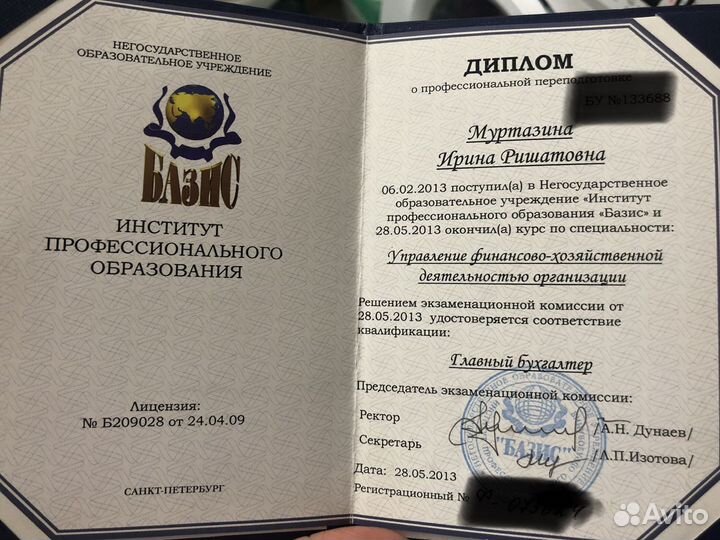 НЕГОСУДАРСТВЕННОЕ
ОБРАЗОВАТЕЛЬНОЕ УЧРЕЖДЕНИЕ
БАЗИС
ИНСТИТУТ
ПРОФЕССИОНАЛЬНОГО
ОБРАЗОВАНИЯ
Лицензия:
№ Б209028 от 24.04.09
САНКТ-ПЕТЕРБУРГ
ДИПЛОМ
о профессиональной переподготовке
БУ №133688
Муртазина
Ирина Ришатовна
06.02.2013 поступил(а) в Негосударственное
образовательное учреждение «Институт
профессионального образования «Базис» и
28.05.2013 окончил(а) курс по специальности:
Управление финансово-хозяйственной
деятельностью организации
Решением экзаменационной комиссии от
28.05.2013 удостоверяется соответствие
квалификации:
Главный бухгалтер
Председатель экзаменационной комиссии:
Ректор /А.Н. Дунаев/
Секретарь /Л.П.Изотова/
"БАЗИС"
Дата: 28.05.2013
Регистрационный №
Avito